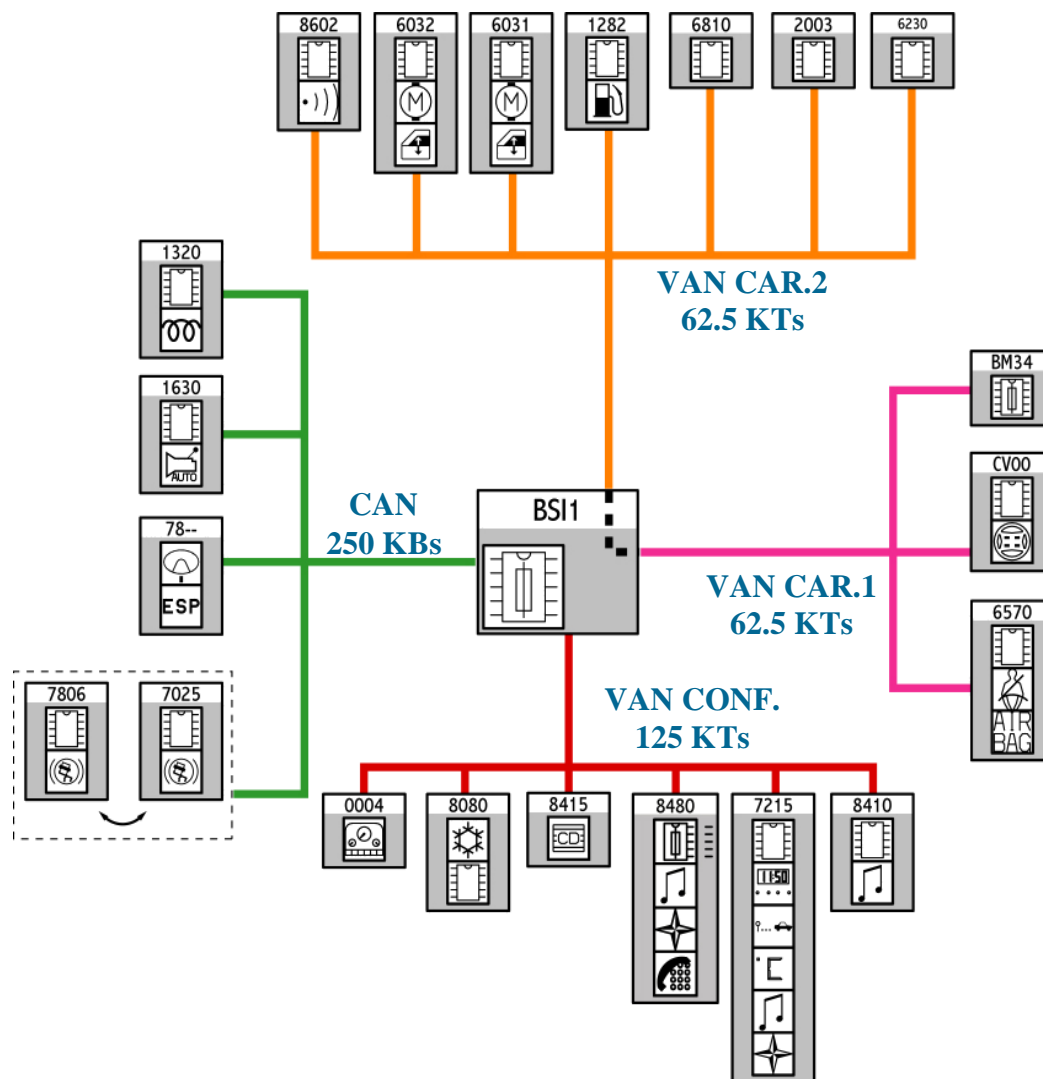 8602
6032
6031
1282
6810
2003
6230
M
M
VAN CAR.2
62.5 KTs
1320
1630
AUTO
78--
ESP
7806
7025
CAN
250 KBs
BSI1
BM34
CV00
VAN CAR.1
62.5 KTs
6570
AIR
BAG
VAN CONF.
125 KTs
0004
8080
8415
CD
8480
7215
11:50
°C
8410